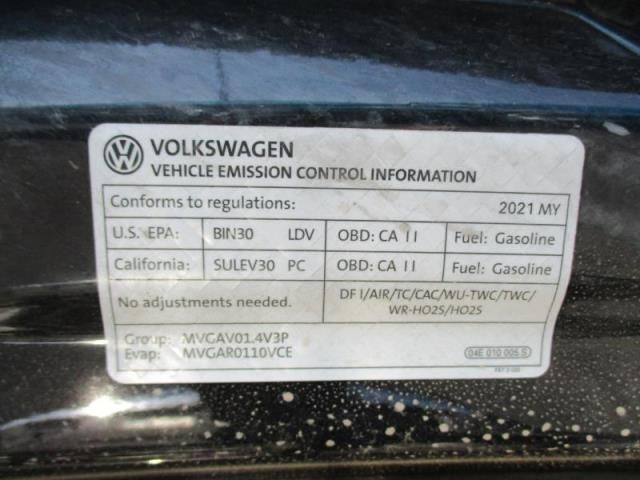 VOLKSWAGEN
VEHICLE EMISSION CONTROL INFORMATION
Conforms to regulations: 2021 MY
U.S. EPA: BIN30 LDV OBD: CA II Fuel: Gasoline
California: SULEV30 PC OBD: CA II Fuel: Gasoline
No adjustments needed. DFI/AIR/TC/CAC/WU-TWC/TWC/
WR-HO2S/HO2S
Group: MVGAV01.4V3P
Evap: MVGAR0110VCE
04E 010 005 S